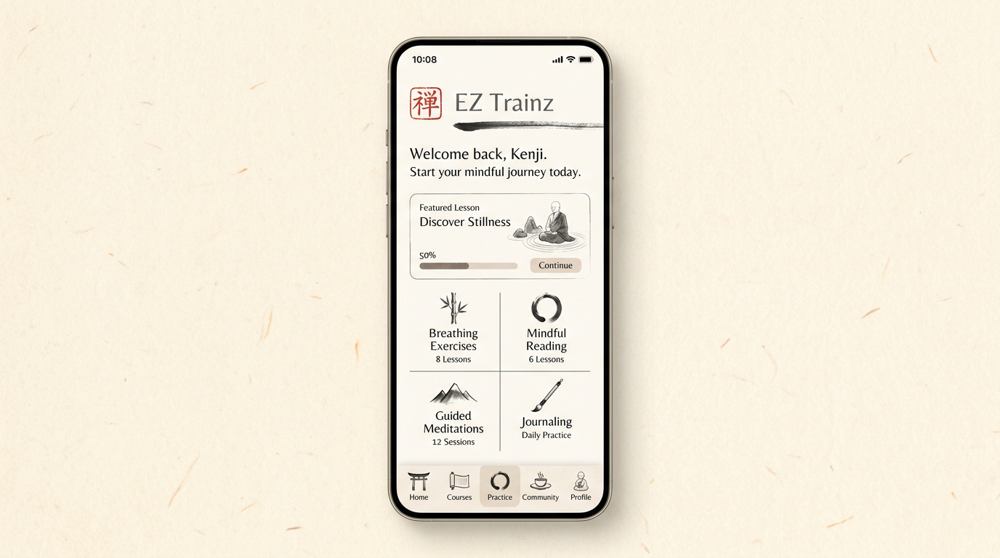 10:08
禅
EZ Trainz
Welcome back, Kenji.
Start your mindful journey today.
Featured Lesson
Discover Stillness
50%
Continue
Breathing
Exercises
8 Lessons
Mindful
Reading
6 Lessons
Guided
Meditations
12 Sessions
Journaling
Daily Practice
Home
Courses
Practice
Community
Profile